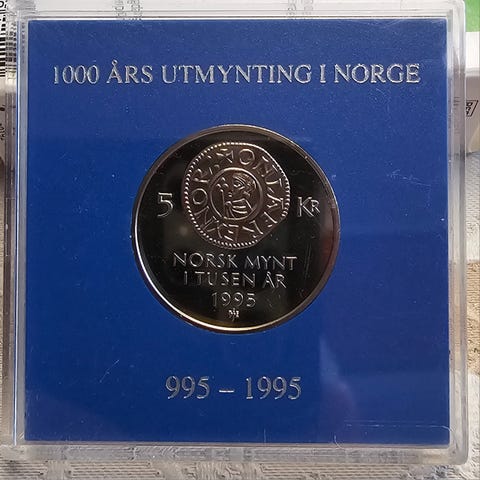 1000 ÅRS UTMYNTING I NORGE
5 KR
NORSK MYNT
I TUSEN ÅR
1995
995 – 1995